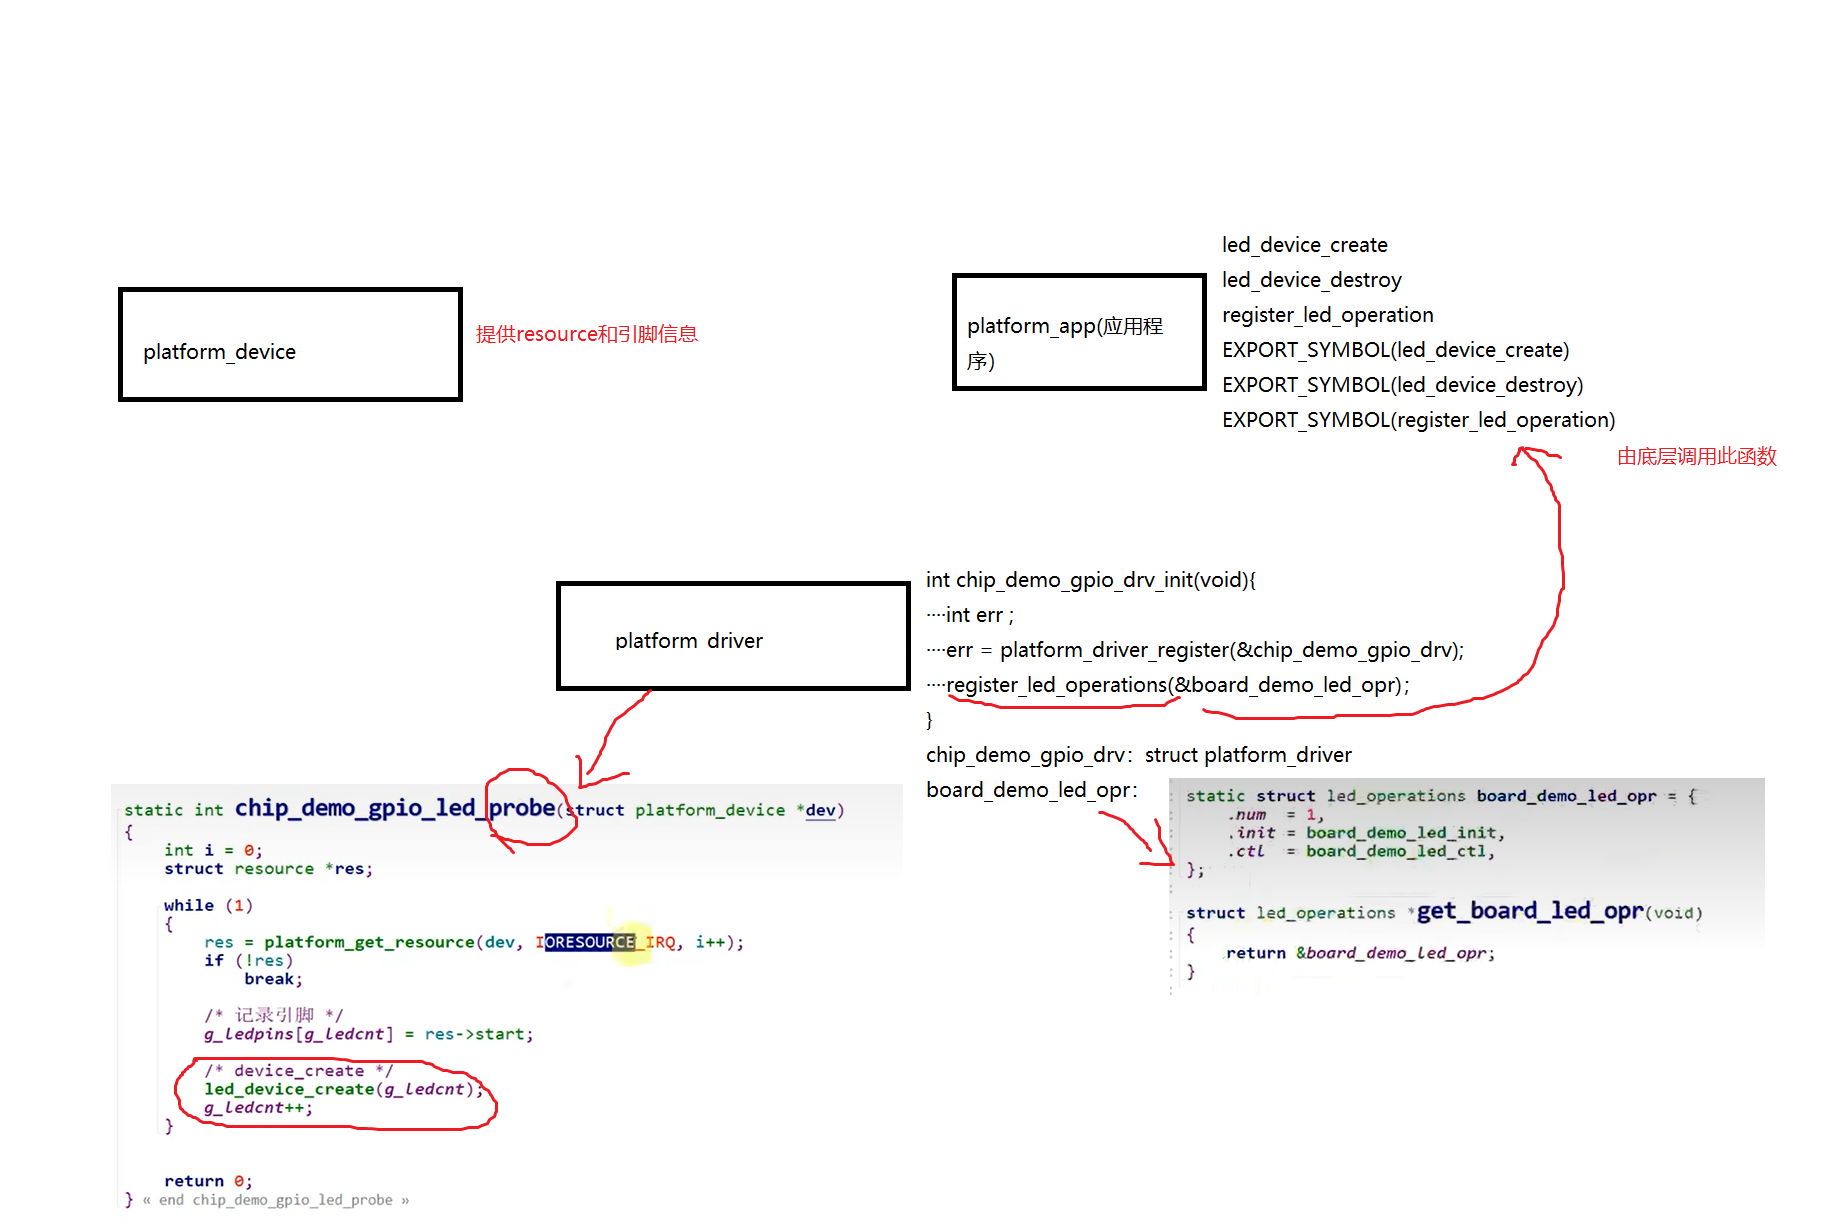 led_device_create
led_device_destroy
register_led_operation
EXPORT_SYMBOL(led_device_create)
EXPORT_SYMBOL(led_device_destroy)
EXPORT_SYMBOL(register_led_operation)
platform_app(应用程
序)
platform_device
提供resource和引脚信息
由底层调用此函数
platform driver
int chip_demo_gpio_drv_init(void){
····int err ;
····err = platform_driver_register(&chip_demo_gpio_drv);
····register_led_operations(&board_demo_led_opr);
}
chip_demo_gpio_drv：struct platform_driver
board_demo_led_opr：
static struct led_operations board_demo_led_opr = {
.num = 1,
.init = board_demo_led_init,
.ctl = board_demo_led_ctl,
};
struct led_operations *get_board_led_opr(void)
{
return &board_demo_led_opr;
}
static int chip_demo_gpio_led_probe(struct platform_device *dev)
{
int i = 0;
struct resource *res;
while (1)
{
res = platform_get_resource(dev, IORESOURCE_IRQ, i++);
if (!res)
break;
/* 记录引脚 */
g_ledpins[g_ledcnt] = res->start;
/* device_create */
led_device_create(g_ledcnt);
g_ledcnt++;
}
return 0;
} « end chip_demo_gpio_led_probe »